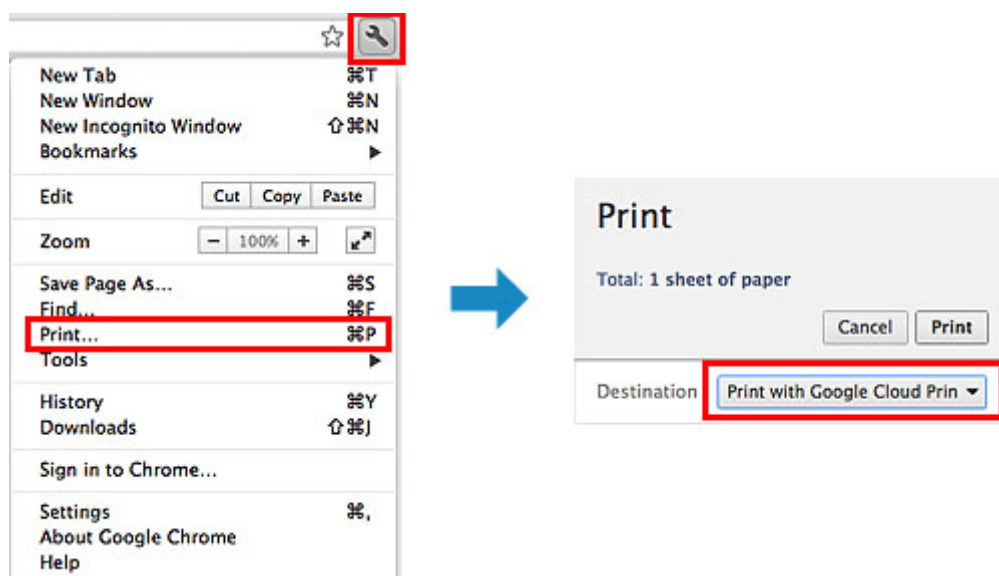 New Tab ⌘T
New Window ⌘N
New Incognito Window ⇧⌘N
Bookmarks ▶
Edit Cut Copy Paste
Zoom − 100% +
Save Page As... ⌘S
Find... ⌘F
Print... ⌘P
Tools ▶
History ⌘Y
Downloads ⇧⌘J
Sign in to Chrome...
Settings ⌘,
About Google Chrome
Help
Print
Total: 1 sheet of paper
Cancel Print
Destination Print with Google Cloud Prin